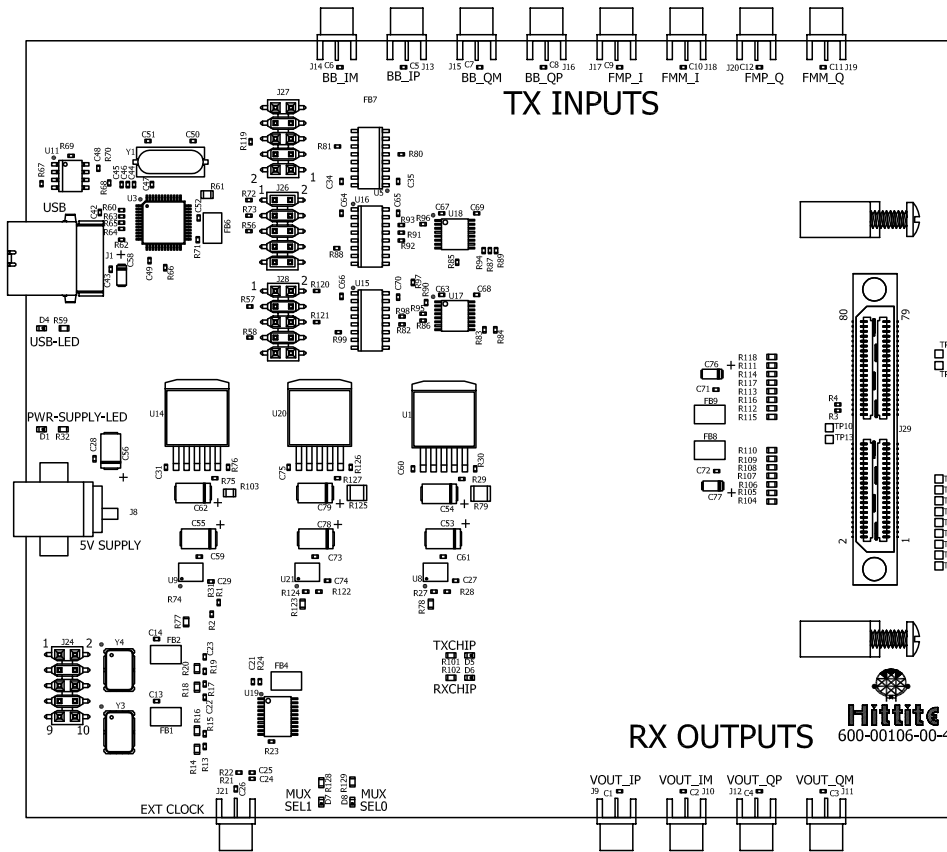 J14 C6 C5 J13 J15 C7 C8 J16 J17 C9 C10 J18 J20 C12 C11 J19
BB_IM BB_IP BB_QM BB_QP FMP_I FMM_I FMP_Q FMM_Q
TX INPUTS
J27 FB7
R119
2 1
C51 C50
Y1
U11 R69 C48 R70
R67 R68 C45 C46 C44 C47
USB
U3 R61
C42 R60 R63 R65 R64 R62
C52 FB6 R71
J1 C58 C43 C49 R66
D4 R59
USB-LED
R81 R80
C34 U5 C35
1 J26 2
R72
R73
R56
C64 U16 C65
R93 R96
R91
R92
R88
C67 U18 C69
R85 R94 R87 R89
1 J28 2
R57 R120
R121
R58
C66 U15 C70
R97 R90
R98 R95
R82 R86
R99
C63 U17 C68
R83 R84
PWR-SUPPLY-LED
D1 R32
C28 C56
J8
5V SUPPLY
U14 U20 U1
C31 R76 C75 R126 C60 R30
R75 R103 R127 R125 R29 R79
C62 C79 C54
C55 C78 C53
C59 C73 C61
U9 R31 C29 R1 U21 C74 U8 C27
R74 R124 R122 R27 R28
R77 R2 R123 R78
C76 +
C71
FB9
FB8
C72
C77 +
R118
R111
R114
R117
R113
R116
R112
R115
R110
R109
R108
R107
R106
R105
R104
80 79
R4
R3
TP10
TP13
J29
2 1
1 J24 2
9 10
Y4
Y3
C14
FB2
C13
FB1
R20 C23 R19
R18 R17
C22
R16 R15
R14 R13
C21 R24 FB4
U19
R23
R22 C25
R21 C24
J21 C26
EXT CLOCK
MUX
SEL1
D7 R128
D8 R129
MUX
SEL0
TXCHIP
R101 D5
R102 D6
RXCHIP
Hittite
600-00106-00-4
RX OUTPUTS
VOUT_IP VOUT_IM VOUT_QP VOUT_QM
J9 C1 C2 J10 J12 C4 C3 J11